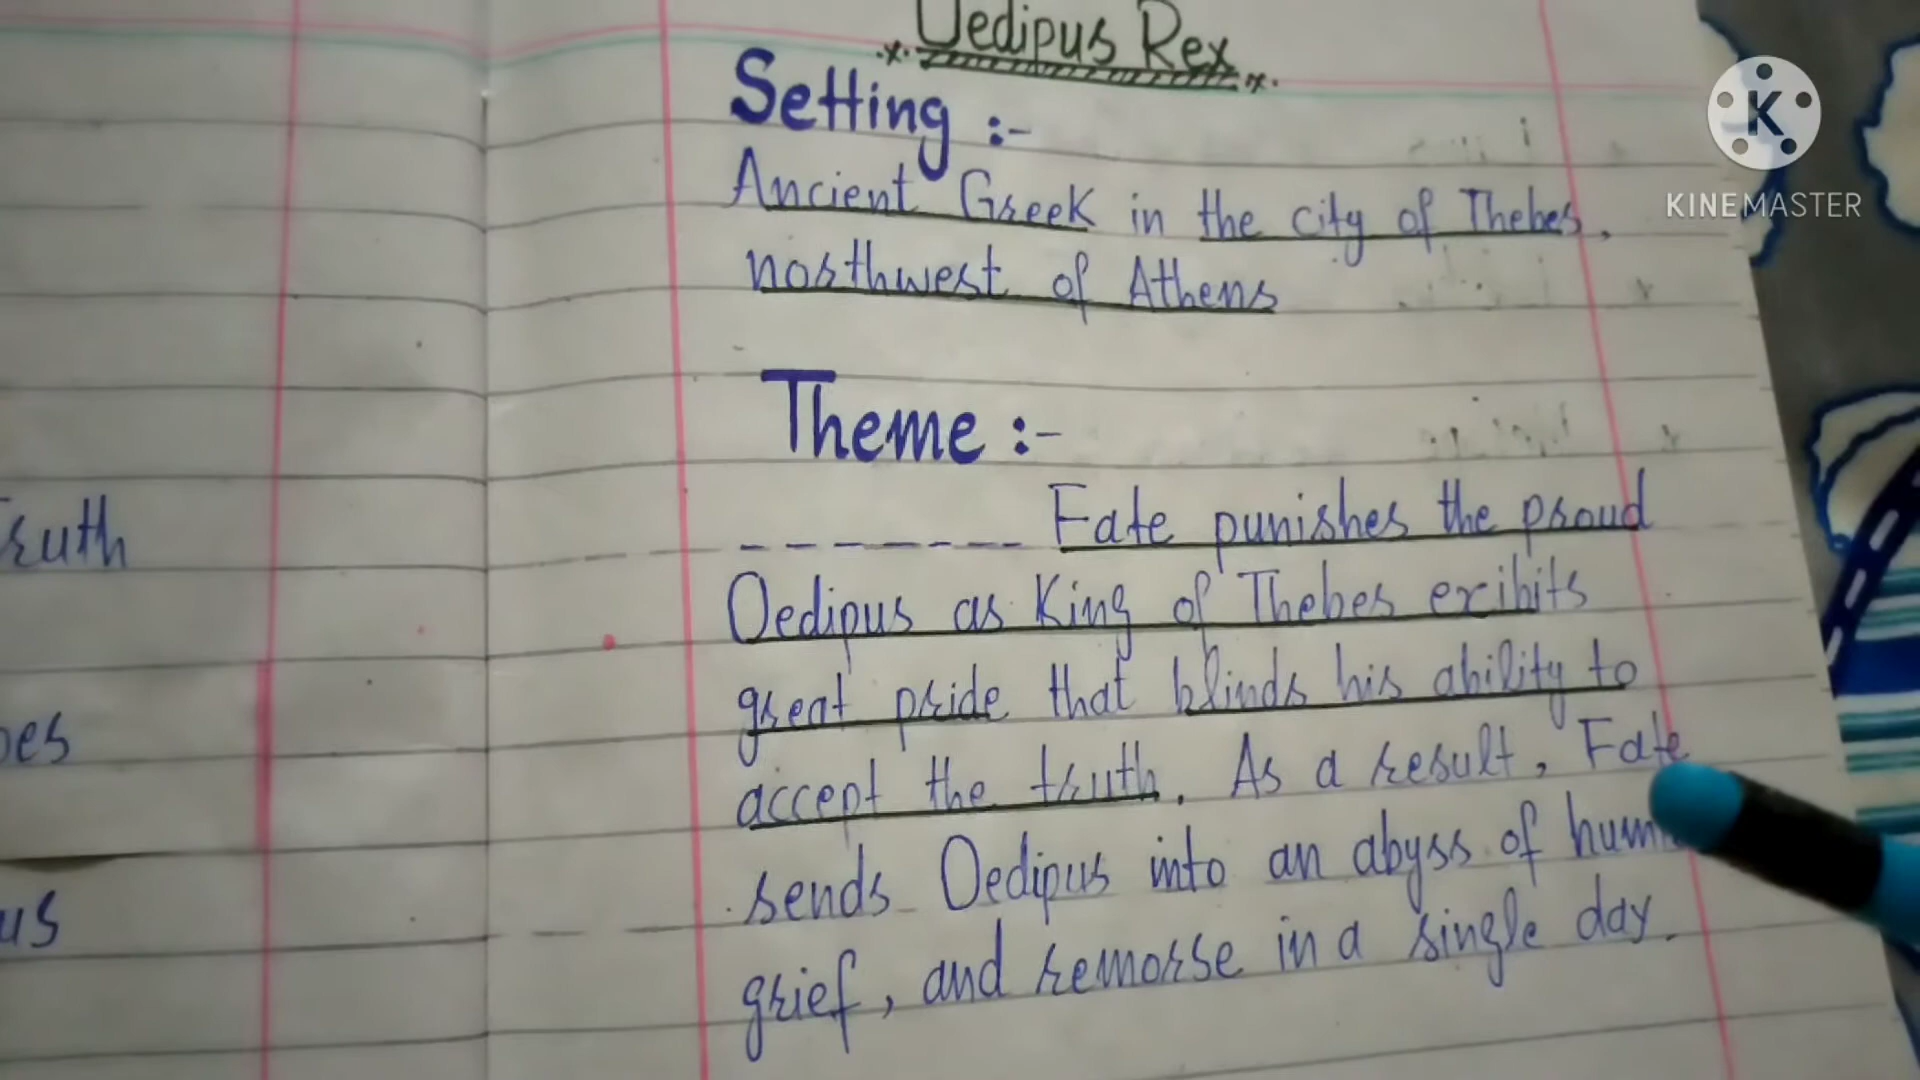 Oedipus Rex
Setting :-
Ancient Greek in the city of Thebes,
northwest of Athens
Theme :-
Fate punishes the proud
Oedipus as King of Thebes exibits
great pride that blinds his ability to
accept the truth. As a result, Fate
sends Oedipus into an abyss of
grief, and remorse in a single day.
Truth
bes
us
K
KINEMASTER